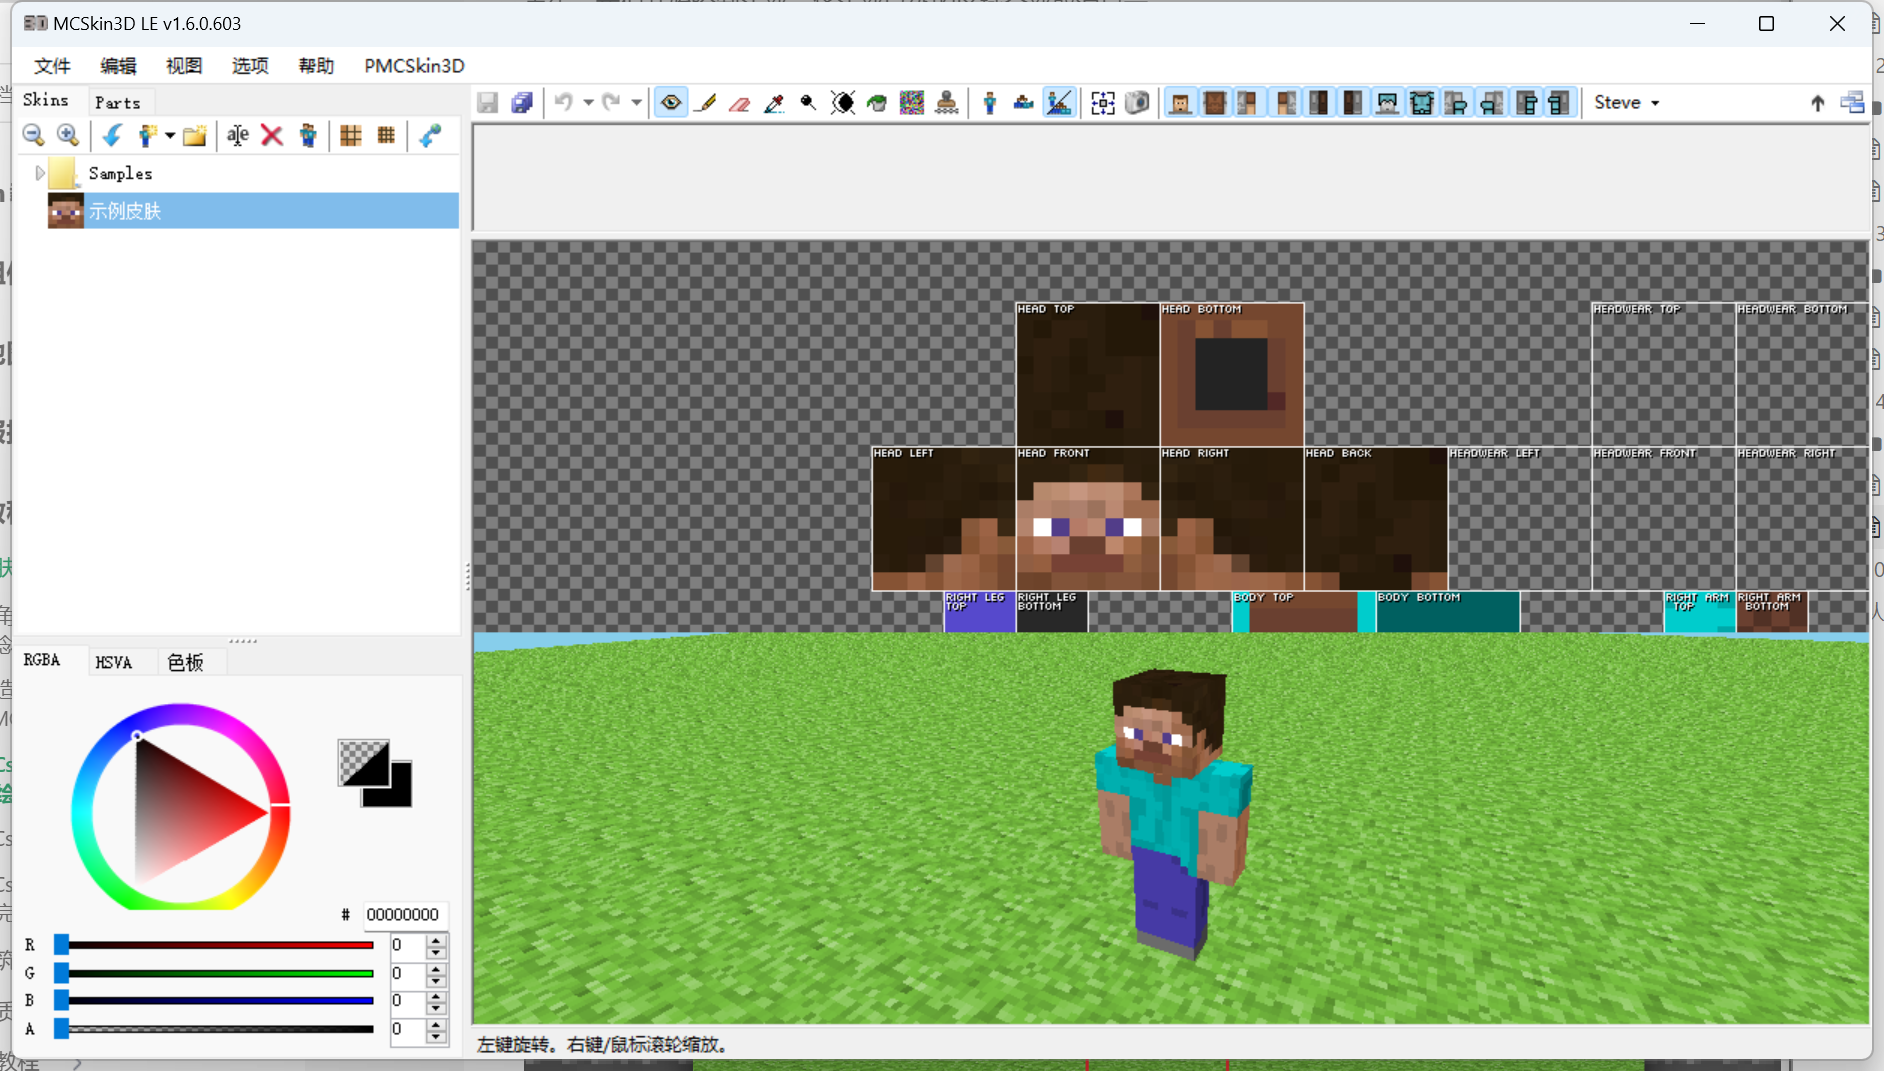 MCSkin3D LE v1.6.0.603
文件 编辑 视图 选项 帮助 PMCSkin3D
Skins Parts
Steve
Samples
示例皮肤
HEAD TOP HEAD BOTTOM HEADWEAR TOP HEADWEAR BOTTOM
HEAD LEFT HEAD FRONT HEAD RIGHT HEAD BACK HEADWEAR LEFT HEADWEAR FRONT HEADWEAR RIGHT
RIGHT LEG TOP RIGHT LEG BOTTOM BODY TOP BODY BOTTOM RIGHT ARM TOP RIGHT ARM BOTTOM
RGBA HSVA 色板
# 00000000
R 0
G 0
B 0
A 0
左键旋转。右键/鼠标滚轮缩放。
教程